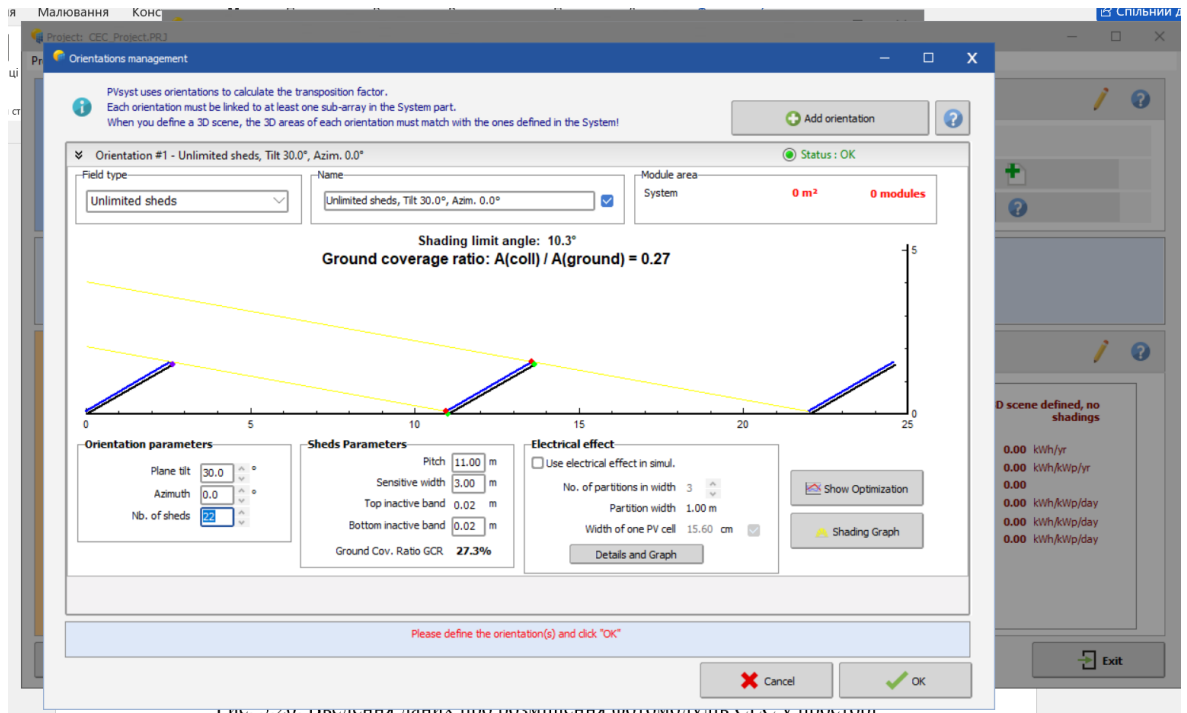 Малювання
Спільний д
Project: CEC_Project.PRJ
Orientations management
PVsyst uses orientations to calculate the transposition factor.
Each orientation must be linked to at least one sub-array in the System part.
When you define a 3D scene, the 3D areas of each orientation must match with the ones defined in the System!
Add orientation
Orientation #1 - Unlimited sheds, Tilt 30.0°, Azim. 0.0°
Status : OK
Field type
Name
Module area
Unlimited sheds
Unlimited sheds, Tilt 30.0°, Azim. 0.0°
System 0 m² 0 modules
Shading limit angle: 10.3°
Ground coverage ratio: A(coll) / A(ground) = 0.27
5
0
0 5 10 15 20 25
Orientation parameters
Plane tilt 30.0 °
Azimuth 0.0 °
Nb. of sheds 22
Sheds Parameters
Pitch 11.00 m
Sensitive width 3.00 m
Top inactive band 0.02 m
Bottom inactive band 0.02 m
Ground Cov. Ratio GCR 27.3%
Electrical effect
Use electrical effect in simul.
No. of partitions in width 3
Partition width 1.00 m
Width of one PV cell 15.60 cm
Details and Graph
Show Optimization
Shading Graph
Please define the orientation(s) and click "OK"
Cancel
OK
D scene defined, no
shadings
0.00 kWh/yr
0.00 kWh/kWp/yr
0.00
0.00 kWh/kWp/day
0.00 kWh/kWp/day
0.00 kWh/kWp/day
Exit